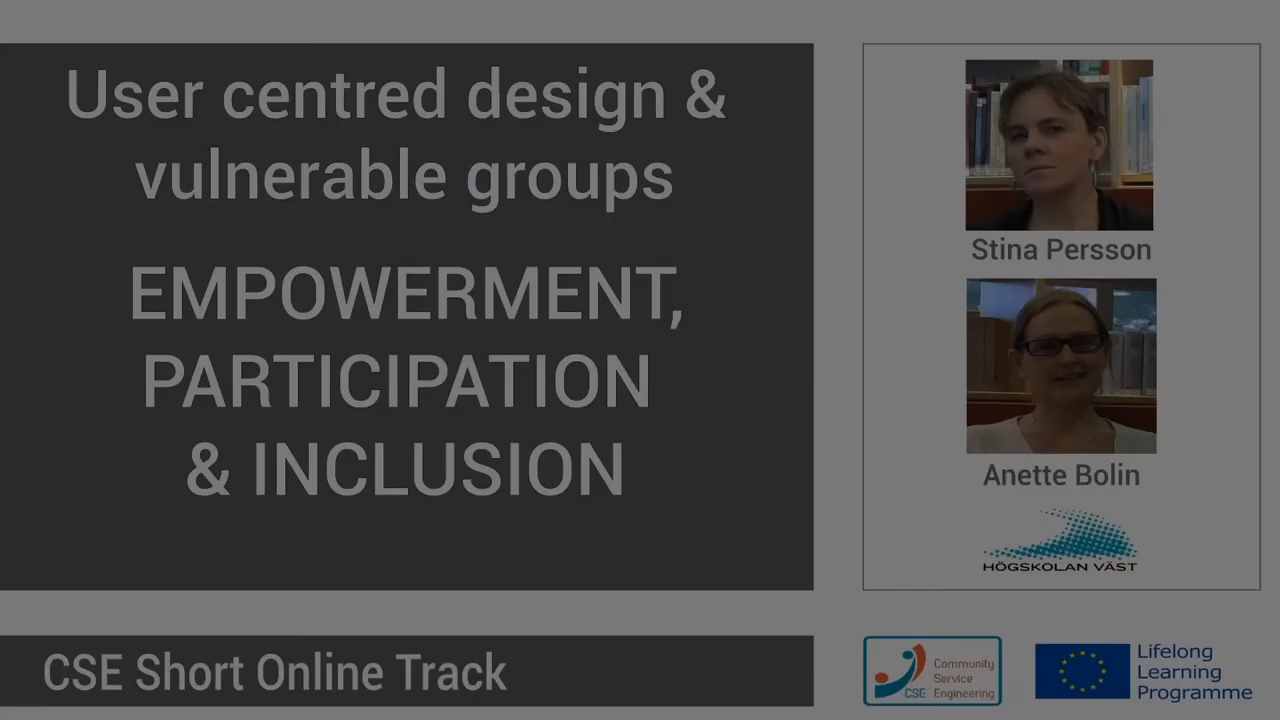 User centred design &
vulnerable groups
EMPOWERMENT,
PARTICIPATION
& INCLUSION
Stina Persson
Anette Bolin
HÖGSKOLAN VÄST
CSE Short Online Track
Community
Service
CSE Engineering
Lifelong
Learning
Programme